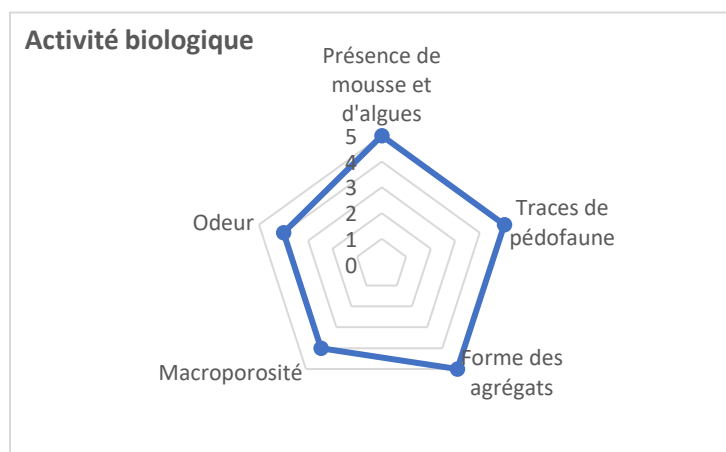 Activité biologique
Présence de
mousse et
d'algues
5
4
3
2
1
0
Traces de
pédofaune
Forme des
agrégats
Macroporosité
Odeur